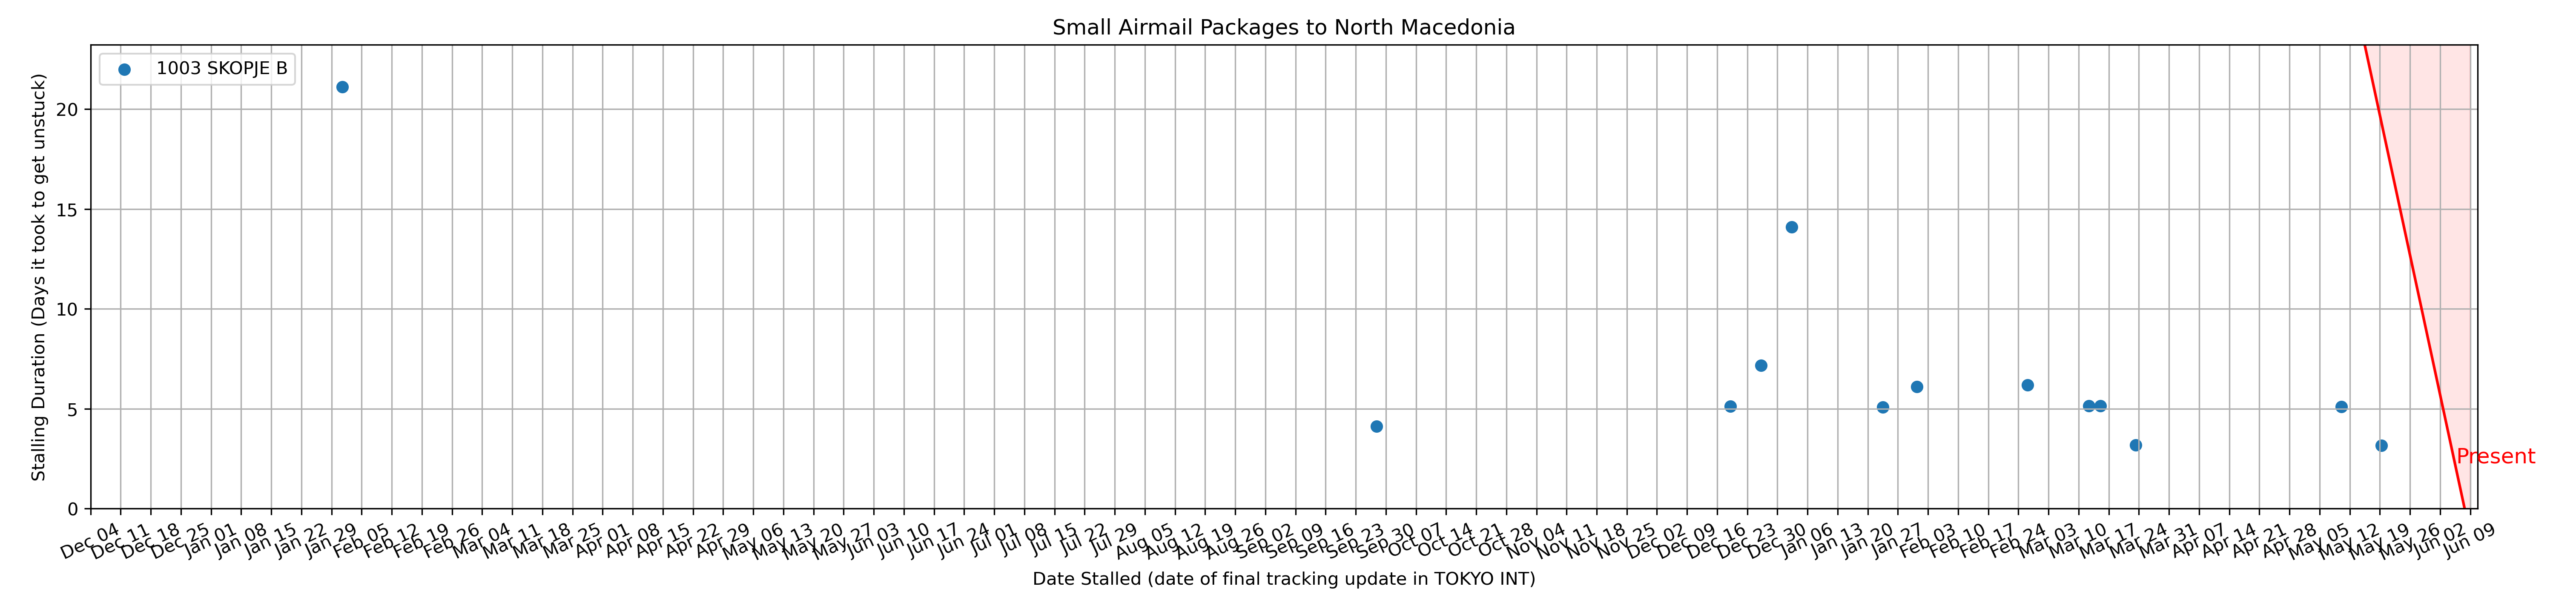 Small Airmail Packages to North Macedonia
1003 SKOPJE B
Stalling Duration (Days it took to get unstuck)
20
15
10
5
0
Present
Dec 04
Dec 11
Dec 18
Dec 25
Jan 01
Jan 08
Jan 15
Jan 22
Jan 29
Feb 05
Feb 12
Feb 19
Feb 26
Mar 04
Mar 11
Mar 18
Mar 25
Apr 01
Apr 08
Apr 15
Apr 22
Apr 29
May 06
May 13
May 20
May 27
Jun 03
Jun 10
Jun 17
Jun 24
Jul 01
Jul 08
Jul 15
Jul 22
Jul 29
Aug 05
Aug 12
Aug 19
Aug 26
Sep 02
Sep 09
Sep 16
Sep 23
Sep 30
Oct 07
Oct 14
Oct 21
Oct 28
Nov 04
Nov 11
Nov 18
Nov 25
Dec 02
Dec 09
Dec 16
Dec 23
Dec 30
Jan 06
Jan 13
Jan 20
Jan 27
Feb 03
Feb 10
Feb 17
Feb 24
Mar 03
Mar 10
Mar 17
Mar 24
Mar 31
Apr 07
Apr 14
Apr 21
Apr 28
May 05
May 12
May 19
May 26
Jun 02
Jun 09
Date Stalled (date of final tracking update in TOKYO INT)